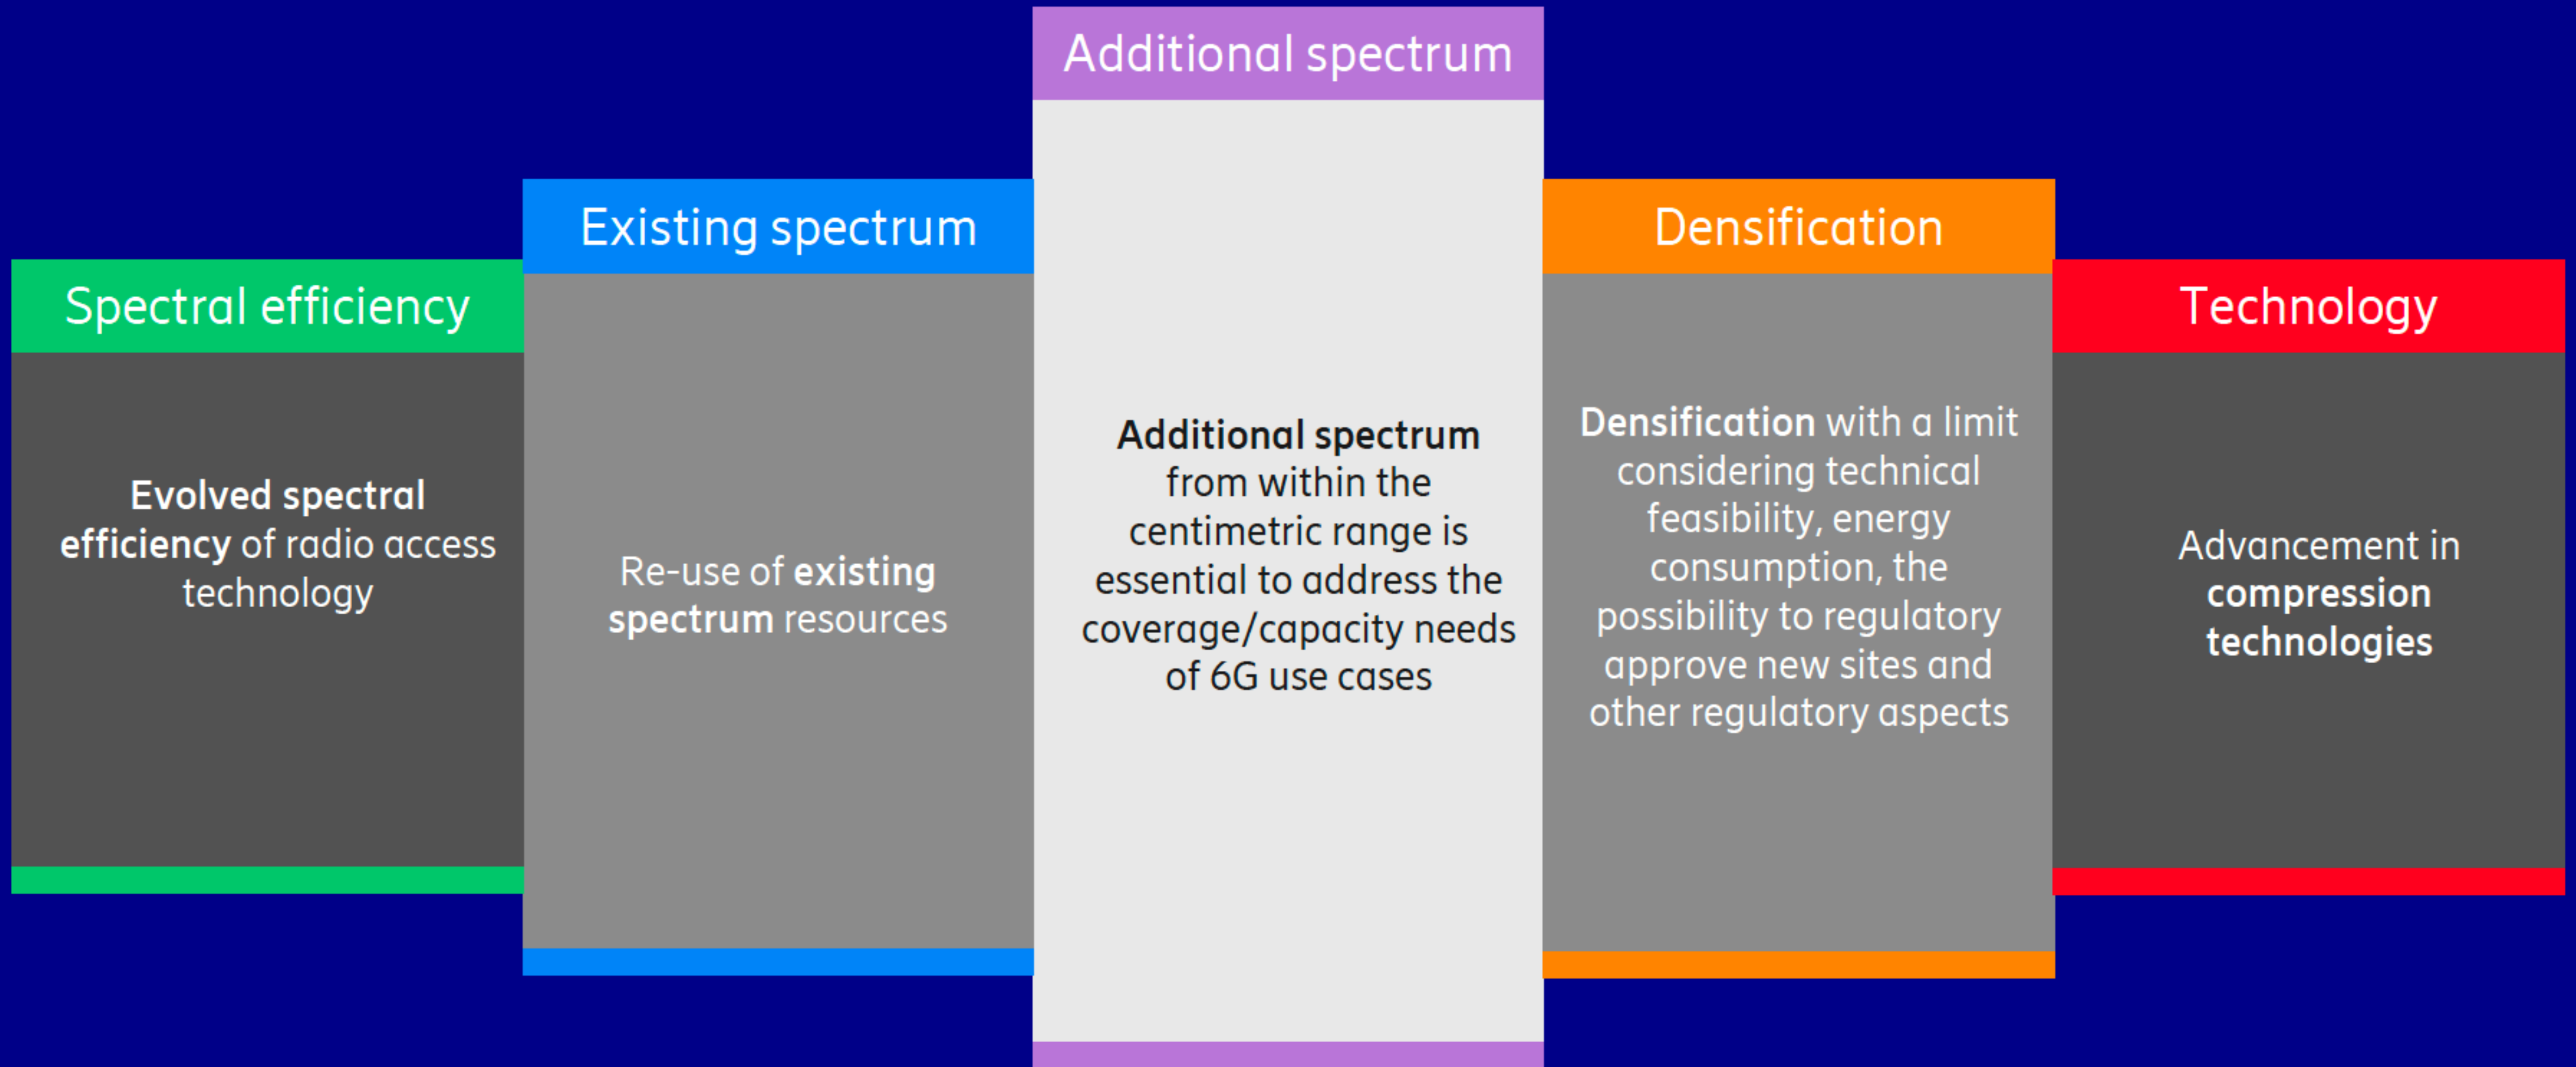 Spectral efficiency
Evolved spectral
efficiency of radio access
technology
Existing spectrum
Re-use of existing
spectrum resources
Additional spectrum
Additional spectrum
from within the
centimetric range is
essential to address the
coverage/capacity needs
of 6G use cases
Densification
Densification with a limit
considering technical
feasibility, energy
consumption, the
possibility to regulatory
approve new sites and
other regulatory aspects
Technology
Advancement in
compression
technologies